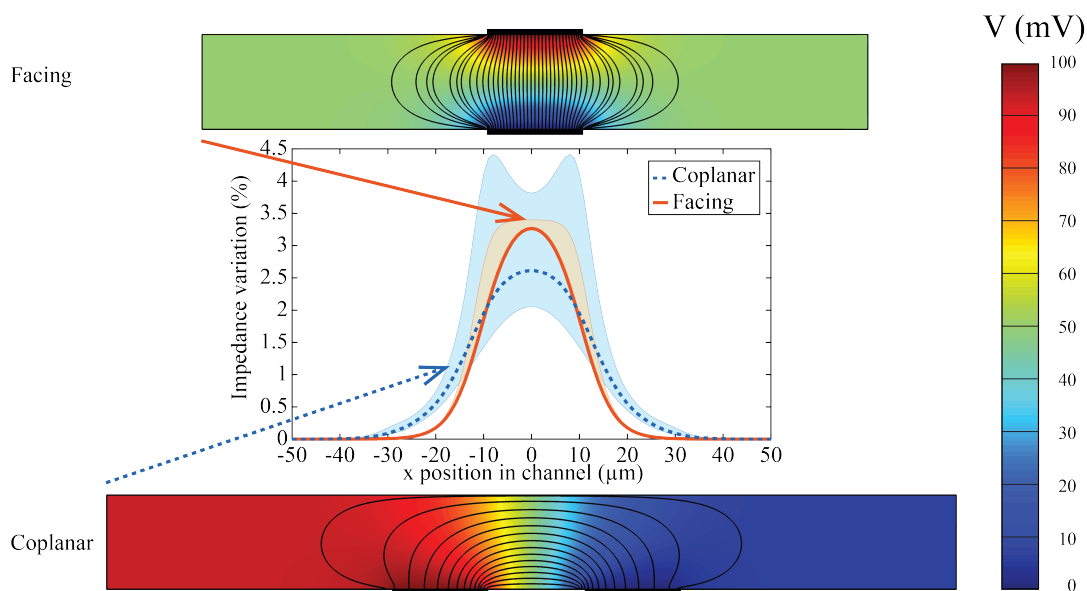 V (mV)
Facing
100
90
80
70
60
50
40
30
20
10
0
4.5
4
3.5
3
2.5
2
1.5
1
0.5
0
Impedance variation (%)
Coplanar
Facing
-50 -40 -30 -20 -10 0 10 20 30 40 50
x position in channel (μm)
Coplanar